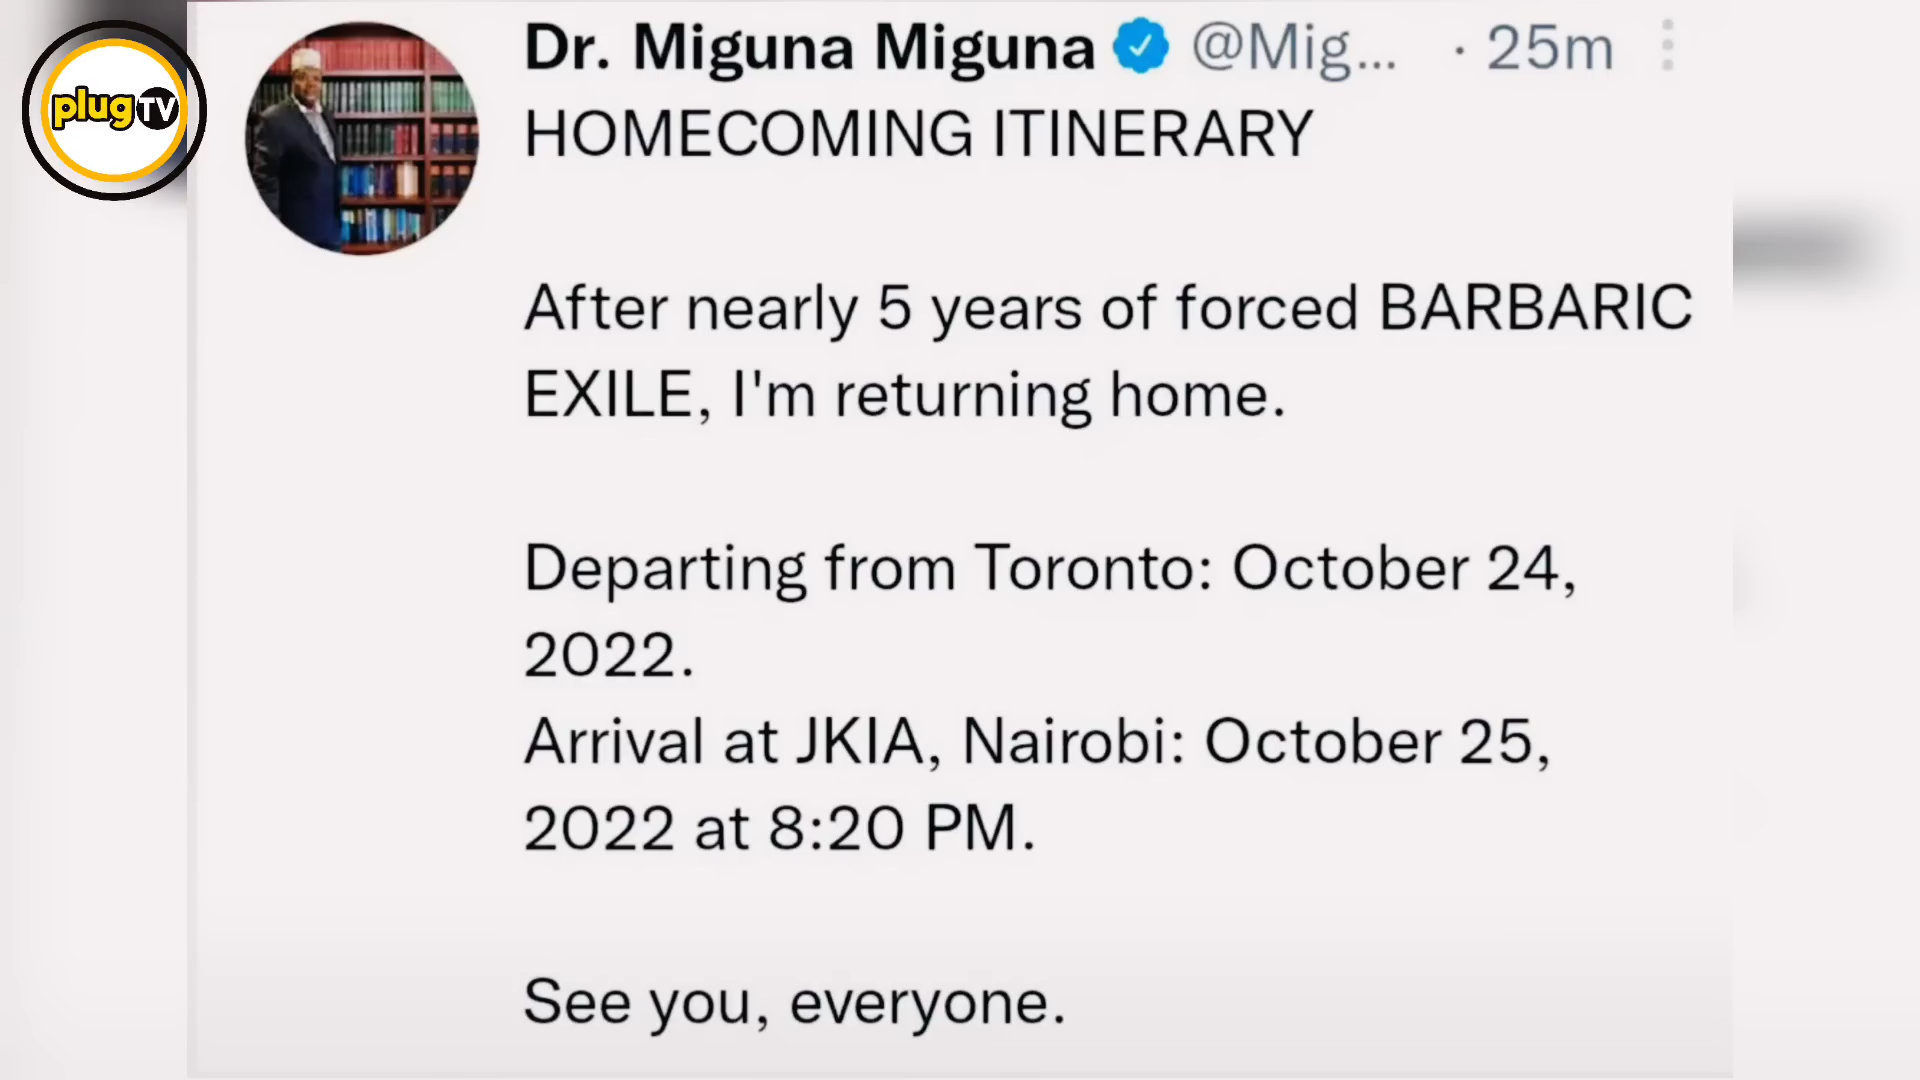 plug TV
Dr. Miguna Miguna @Mig... · 25m
HOMECOMING ITINERARY
After nearly 5 years of forced BARBARIC
EXILE, I'm returning home.
Departing from Toronto: October 24,
2022.
Arrival at JKIA, Nairobi: October 25,
2022 at 8:20 PM.
See you, everyone.